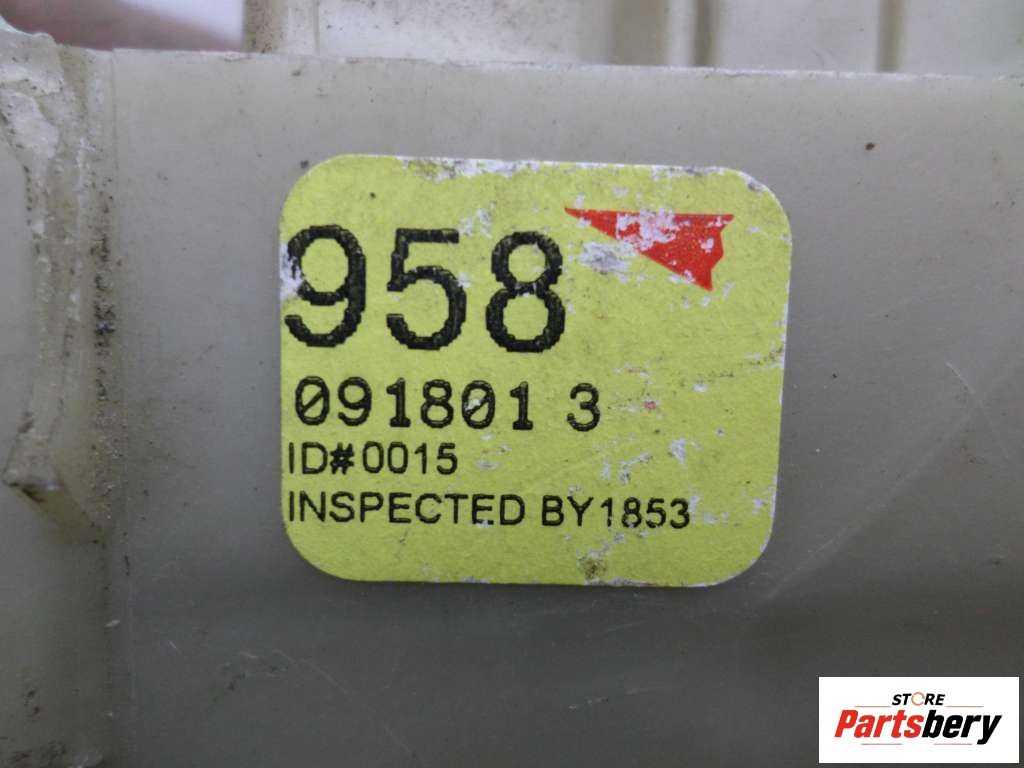 958
091801 3
ID#0015
INSPECTED BY1853
STORE
Partsbery